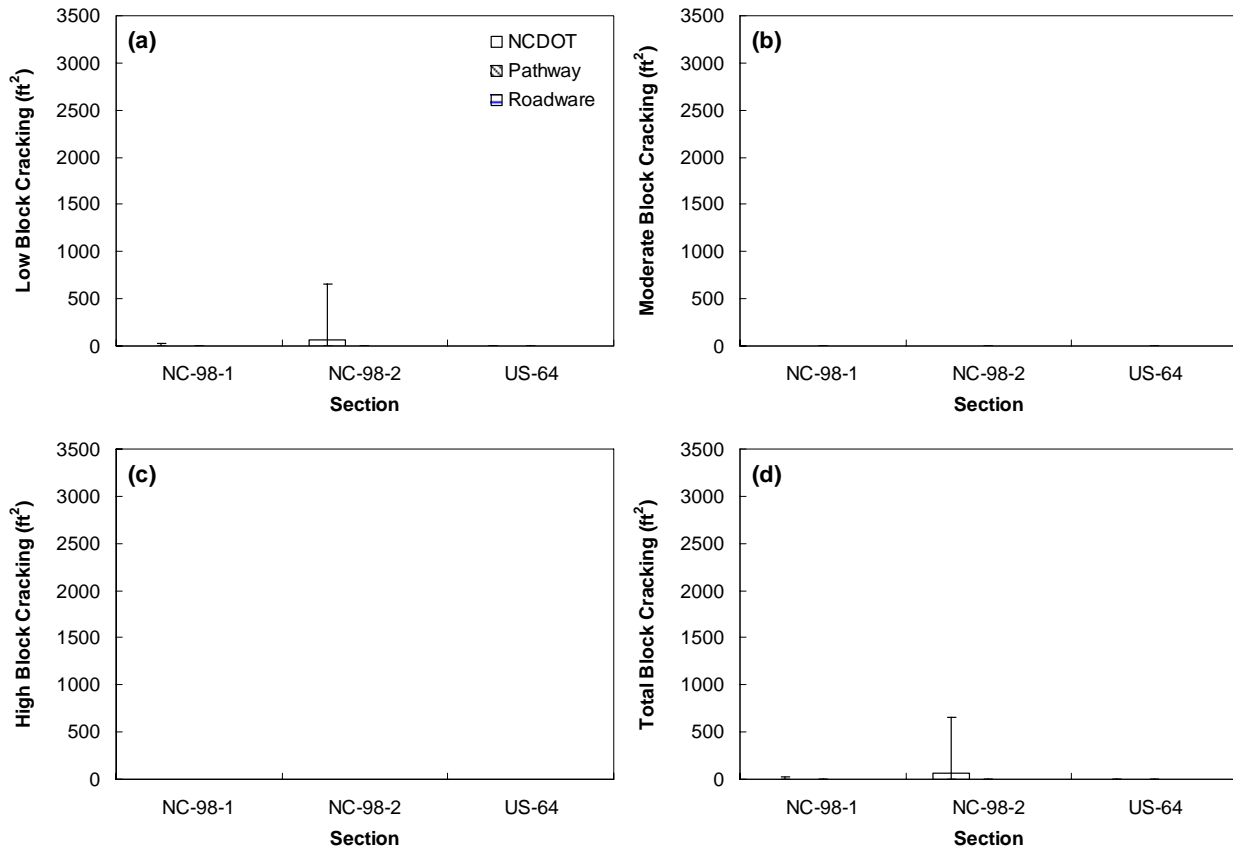 (a)
NCDOT
Pathway
Roadware
Low Block Cracking (ft²)
3500
3000
2500
2000
1500
1000
500
0
NC-98-1 NC-98-2 US-64
Section
(b)
Moderate Block Cracking (ft²)
3500
3000
2500
2000
1500
1000
500
0
NC-98-1 NC-98-2 US-64
Section
(c)
High Block Cracking (ft²)
3500
3000
2500
2000
1500
1000
500
0
NC-98-1 NC-98-2 US-64
Section
(d)
Total Block Cracking (ft²)
3500
3000
2500
2000
1500
1000
500
0
NC-98-1 NC-98-2 US-64
Section